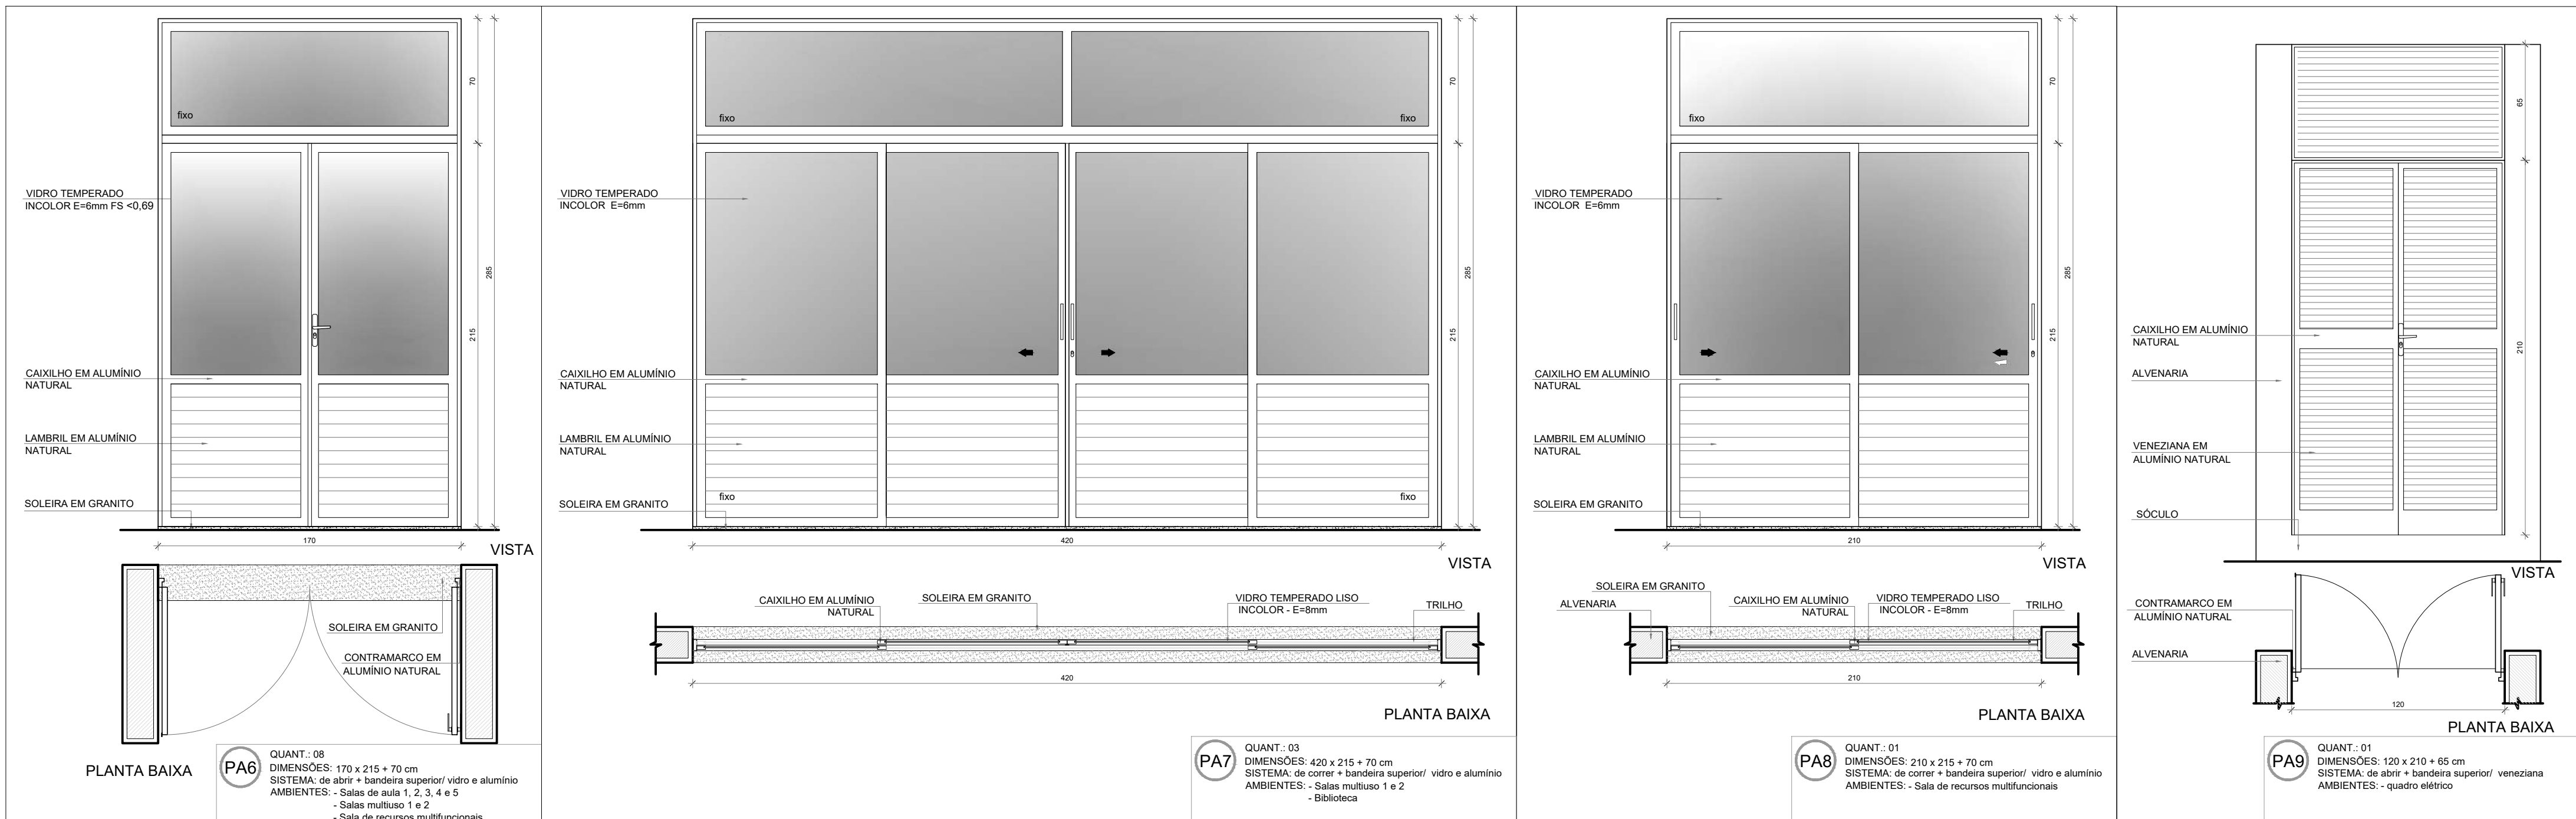 fixo
70
VIDRO TEMPERADO
INCOLOR E=6mm FS <0,69
285
215
CAIXILHO EM ALUMÍNIO
NATURAL
LAMBRIL EM ALUMÍNIO
NATURAL
SOLEIRA EM GRANITO
170
VISTA
SOLEIRA EM GRANITO
CONTRAMARCO EM
ALUMÍNIO NATURAL
PLANTA BAIXA
PA6
QUANT.: 08
DIMENSÕES: 170 x 215 + 70 cm
SISTEMA: de abrir + bandeira superior/ vidro e alumínio
AMBIENTES: - Salas de aula 1, 2, 3, 4 e 5
- Salas multiuso 1 e 2
- Sala de recursos multifuncionais
fixo
fixo
70
VIDRO TEMPERADO
INCOLOR E=6mm
285
215
CAIXILHO EM ALUMÍNIO
NATURAL
LAMBRIL EM ALUMÍNIO
NATURAL
fixo
fixo
SOLEIRA EM GRANITO
420
VISTA
CAIXILHO EM ALUMÍNIO
NATURAL
SOLEIRA EM GRANITO
VIDRO TEMPERADO LISO
INCOLOR - E=8mm
TRILHO
420
PLANTA BAIXA
PA7
QUANT.: 03
DIMENSÕES: 420 x 215 + 70 cm
SISTEMA: de correr + bandeira superior/ vidro e alumínio
AMBIENTES: - Salas multiuso 1 e 2
- Biblioteca
fixo
70
VIDRO TEMPERADO
INCOLOR E=6mm
285
215
CAIXILHO EM ALUMÍNIO
NATURAL
LAMBRIL EM ALUMÍNIO
NATURAL
SOLEIRA EM GRANITO
210
VISTA
SOLEIRA EM GRANITO
ALVENARIA
CAIXILHO EM ALUMÍNIO
NATURAL
VIDRO TEMPERADO LISO
INCOLOR - E=8mm
TRILHO
210
PLANTA BAIXA
PA8
QUANT.: 01
DIMENSÕES: 210 x 215 + 70 cm
SISTEMA: de correr + bandeira superior/ vidro e alumínio
AMBIENTES: - Sala de recursos multifuncionais
65
CAIXILHO EM ALUMÍNIO
NATURAL
210
ALVENARIA
VENEZIANA EM
ALUMÍNIO NATURAL
SÓCULO
VISTA
CONTRAMARCO EM
ALUMÍNIO NATURAL
ALVENARIA
120
PLANTA BAIXA
PA9
QUANT.: 01
DIMENSÕES: 120 x 210 + 65 cm
SISTEMA: de abrir + bandeira superior/ veneziana
AMBIENTES: - quadro elétrico